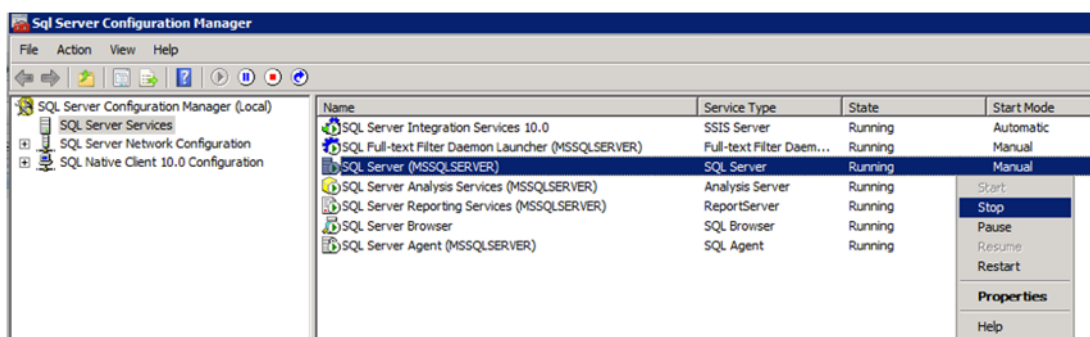 Sql Server Configuration Manager
File Action View Help
SQL Server Configuration Manager (Local)
SQL Server Services
SQL Server Network Configuration
SQL Native Client 10.0 Configuration
Name Service Type State Start Mode
SQL Server Integration Services 10.0 SSIS Server Running Automatic
SQL Full-text Filter Daemon Launcher (MSSQLSERVER) Full-text Filter Daem... Running Manual
SQL Server (MSSQLSERVER) SQL Server Running Manual
SQL Server Analysis Services (MSSQLSERVER) Analysis Server Running
SQL Server Reporting Services (MSSQLSERVER) ReportServer Running
SQL Server Browser SQL Browser Running
SQL Server Agent (MSSQLSERVER) SQL Agent Running
Start
Stop
Pause
Resume
Restart
Properties
Help